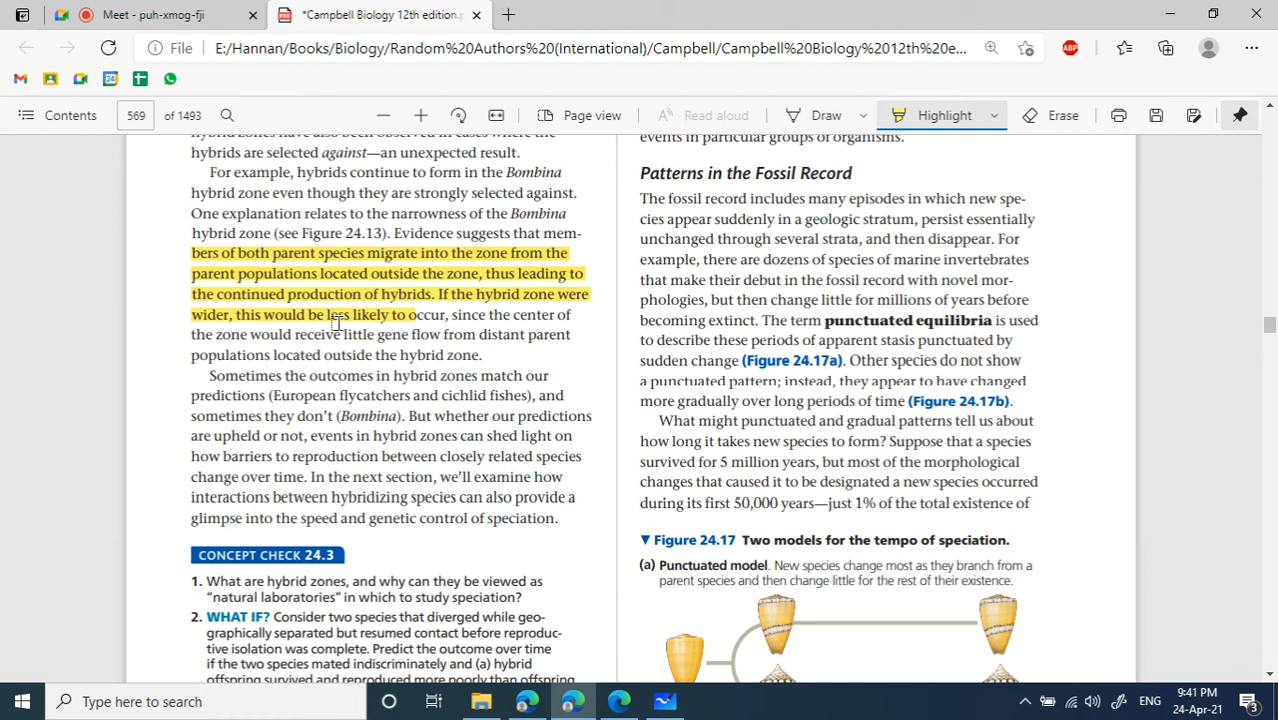 Meet - puh-xmog-fji
*Campbell Biology 12th edition.p
File
E:/Hannan/Books/Biology/Random%20Authors%20(International)/Campbell/Campbell%20Biology%2012th%20e...
ABP
Contents
569
of 1493
Page view
Read aloud
Draw
Highlight
Erase
hybrid zones have also been observed in cases where the
hybrids are selected against—an unexpected result.
For example, hybrids continue to form in the Bombina
hybrid zone even though they are strongly selected against.
One explanation relates to the narrowness of the Bombina
hybrid zone (see Figure 24.13). Evidence suggests that mem-
bers of both parent species migrate into the zone from the
parent populations located outside the zone, thus leading to
the continued production of hybrids. If the hybrid zone were
wider, this would be less likely to occur, since the center of
the zone would receive little gene flow from distant parent
populations located outside the hybrid zone.
Sometimes the outcomes in hybrid zones match our
predictions (European flycatchers and cichlid fishes), and
sometimes they don't (Bombina). But whether our predictions
are upheld or not, events in hybrid zones can shed light on
how barriers to reproduction between closely related species
change over time. In the next section, we'll examine how
interactions between hybridizing species can also provide a
glimpse into the speed and genetic control of speciation.
CONCEPT CHECK 24.3
1. What are hybrid zones, and why can they be viewed as
"natural laboratories" in which to study speciation?
2. WHAT IF? Consider two species that diverged while geo-
graphically separated but resumed contact before reproduc-
tive isolation was complete. Predict the outcome over time
if the two species mated indiscriminately and (a) hybrid
offspring survived and reproduced more poorly than offspring
events in particular groups of organisms.
Patterns in the Fossil Record
The fossil record includes many episodes in which new spe-
cies appear suddenly in a geologic stratum, persist essentially
unchanged through several strata, and then disappear. For
example, there are dozens of species of marine invertebrates
that make their debut in the fossil record with novel mor-
phologies, but then change little for millions of years before
becoming extinct. The term punctuated equilibria is used
to describe these periods of apparent stasis punctuated by
sudden change (Figure 24.17a). Other species do not show
a punctuated pattern; instead, they appear to have changed
more gradually over long periods of time (Figure 24.17b).
What might punctuated and gradual patterns tell us about
how long it takes new species to form? Suppose that a species
survived for 5 million years, but most of the morphological
changes that caused it to be designated a new species occurred
during its first 50,000 years—just 1% of the total existence of
▼ Figure 24.17 Two models for the tempo of speciation.
(a) Punctuated model. New species change most as they branch from a
parent species and then change little for the rest of their existence.
Type here to search
ENG
9:41 PM
24-Apr-21
3